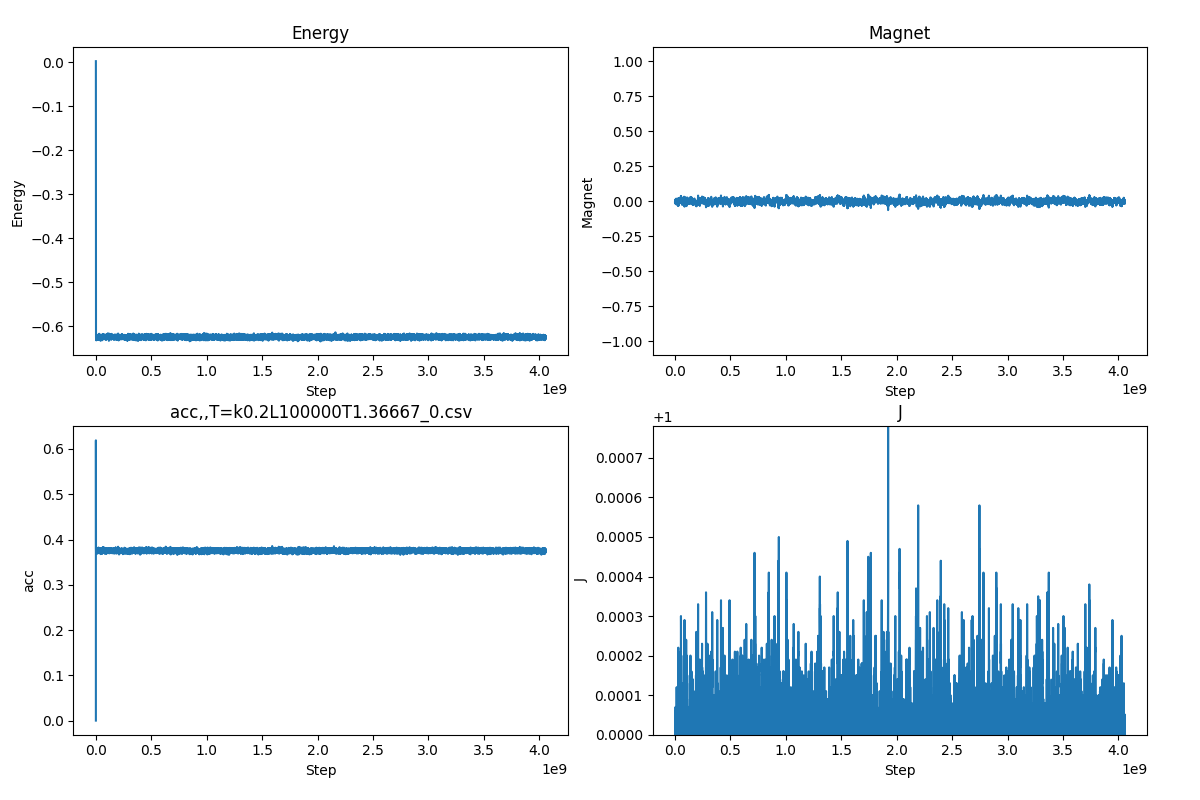 Energy
0.0
−0.1
−0.2
−0.3
−0.4
−0.5
−0.6
Energy
0.0 0.5 1.0 1.5 2.0 2.5 3.0 3.5 4.0
Step
1e9
Magnet
1.00
0.75
0.50
0.25
0.00
−0.25
−0.50
−0.75
−1.00
Magnet
0.0 0.5 1.0 1.5 2.0 2.5 3.0 3.5 4.0
Step
1e9
acc,,T=k0.2L100000T1.36667_0.csv
0.6
0.5
0.4
0.3
0.2
0.1
0.0
acc
0.0 0.5 1.0 1.5 2.0 2.5 3.0 3.5 4.0
Step
1e9
J
+1
0.0007
0.0006
0.0005
0.0004
0.0003
0.0002
0.0001
0.0000
J
0.0 0.5 1.0 1.5 2.0 2.5 3.0 3.5 4.0
Step
1e9